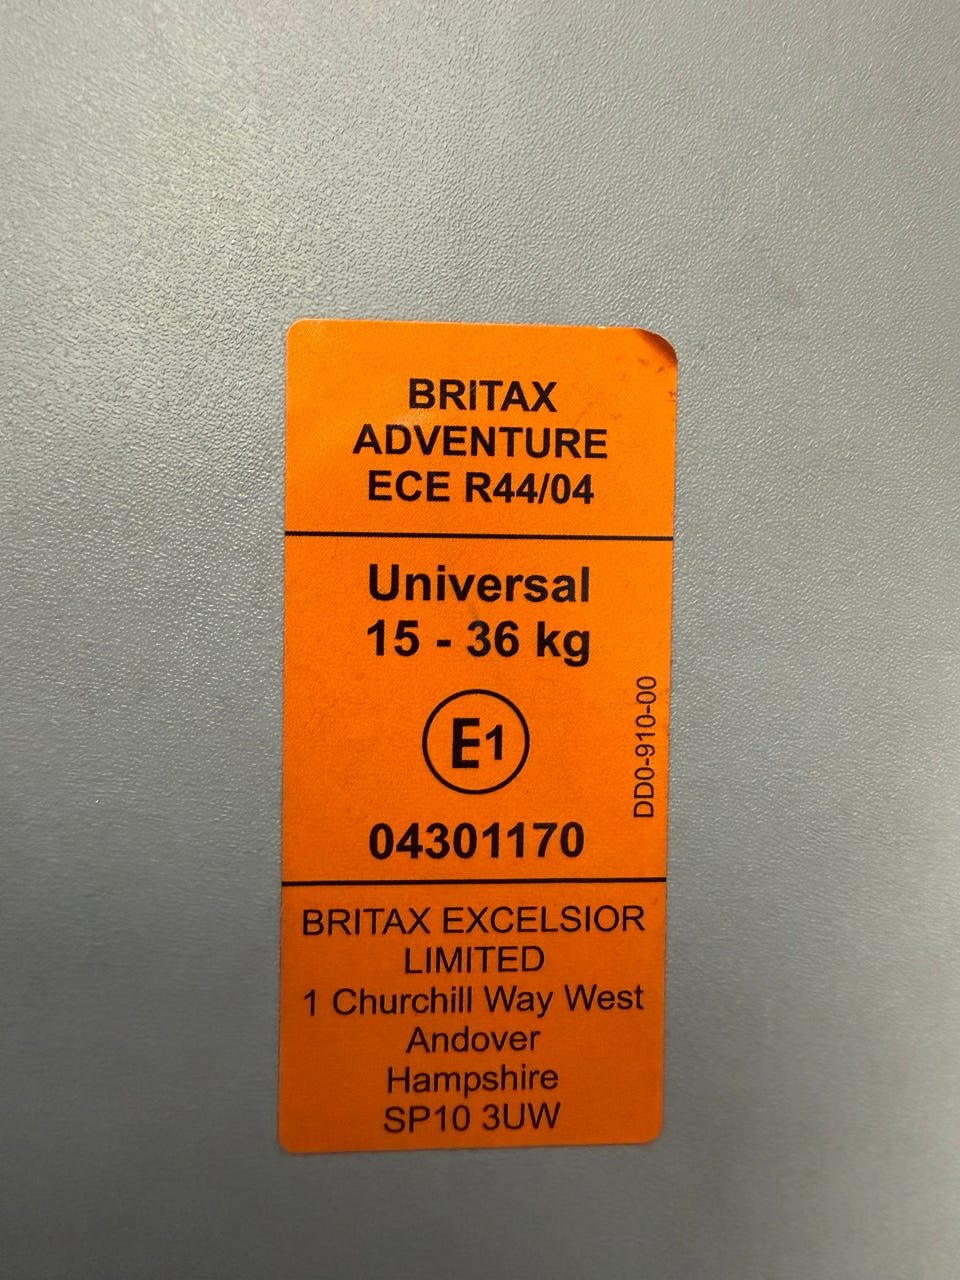 BRITAX
ADVENTURE
ECE R44/04
Universal
15 - 36 kg
E1
DD0-910-00
04301170
BRITAX EXCELSIOR
LIMITED
1 Churchill Way West
Andover
Hampshire
SP10 3UW